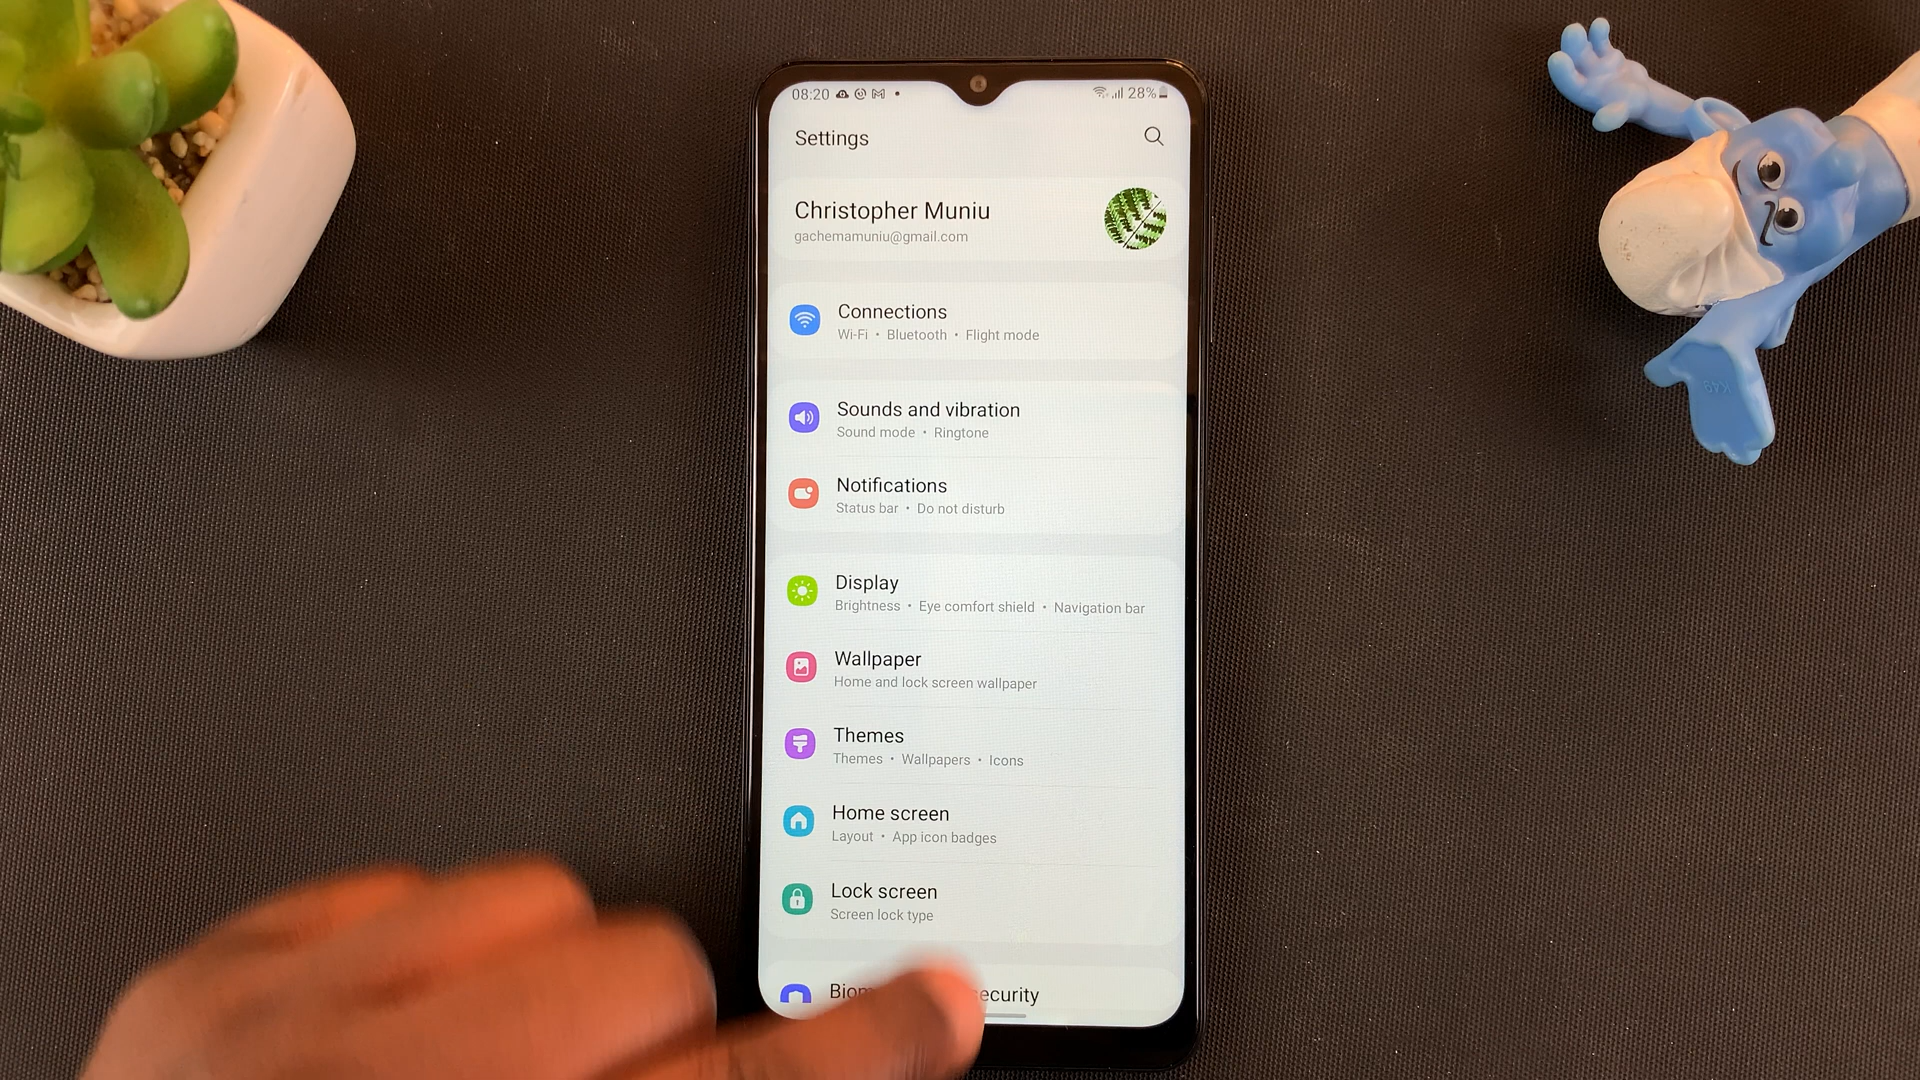 08:20
28%
Settings
Christopher Muniu
gachemamuniu@gmail.com
Connections
Wi-Fi • Bluetooth • Flight mode
Sounds and vibration
Sound mode • Ringtone
Notifications
Status bar • Do not disturb
Display
Brightness • Eye comfort shield • Navigation bar
Wallpaper
Home and lock screen wallpaper
Themes
Themes • Wallpapers • Icons
Home screen
Layout • App icon badges
Lock screen
Screen lock type